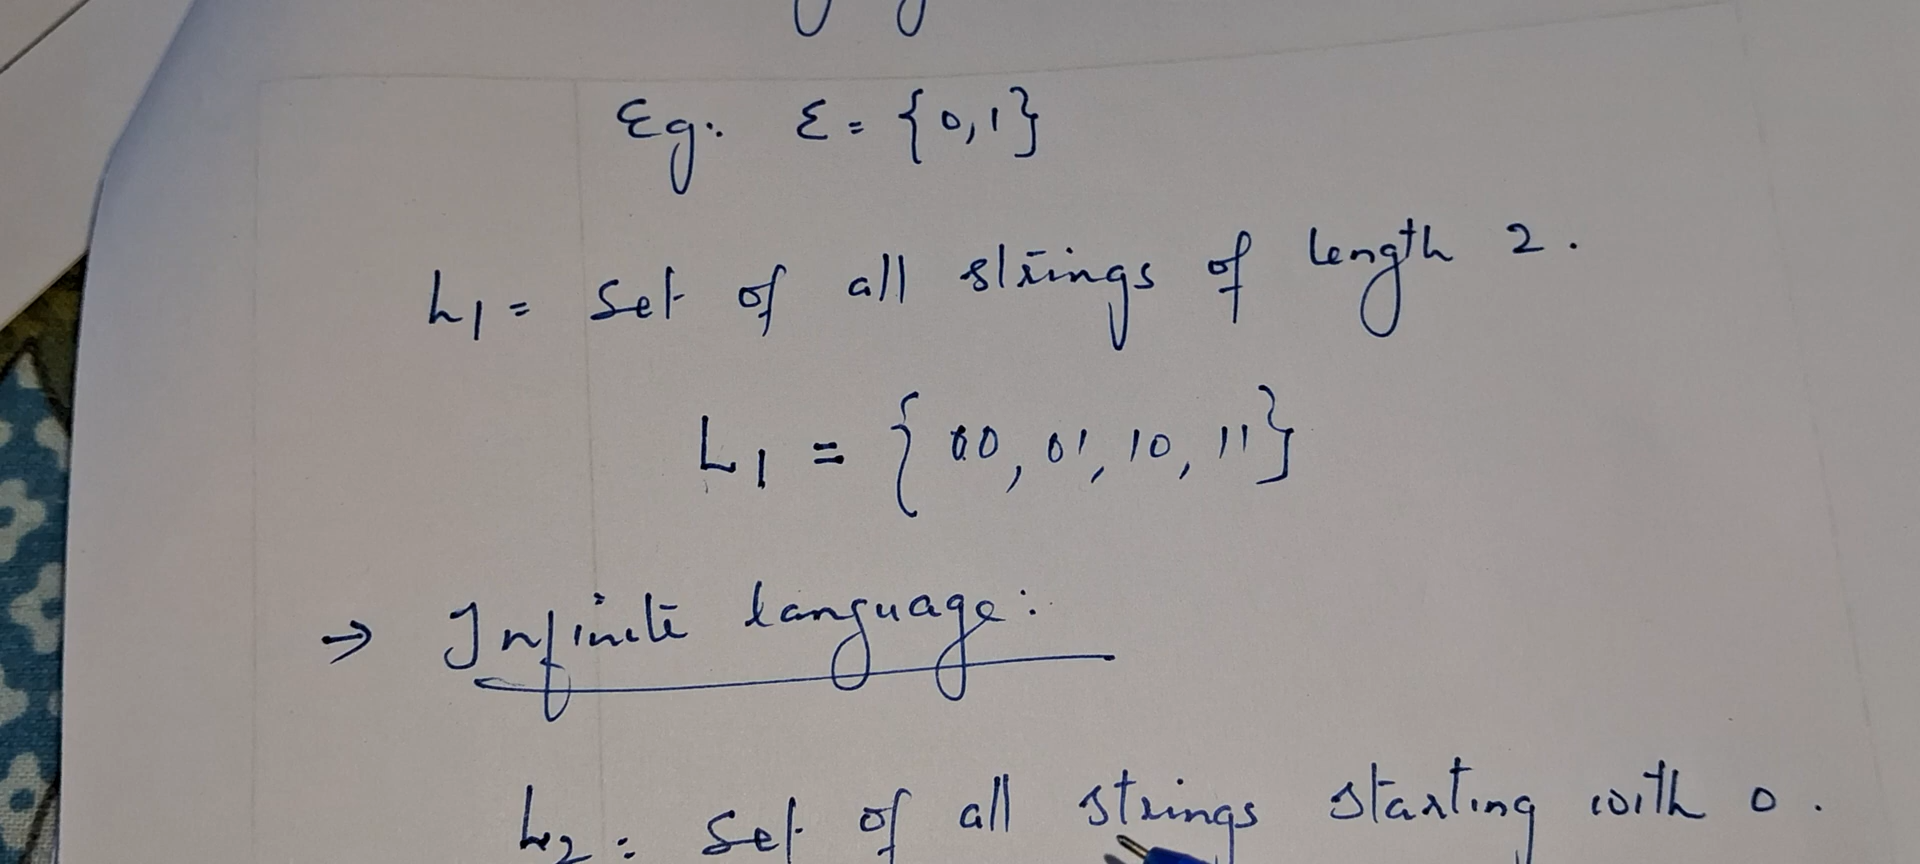 Eg: Σ = {0,1}
L1 = Set of all strings of length 2.
L1 = {00, 01, 10, 11}
→ Infinite language:
L2 = Set of all strings starting with 0.